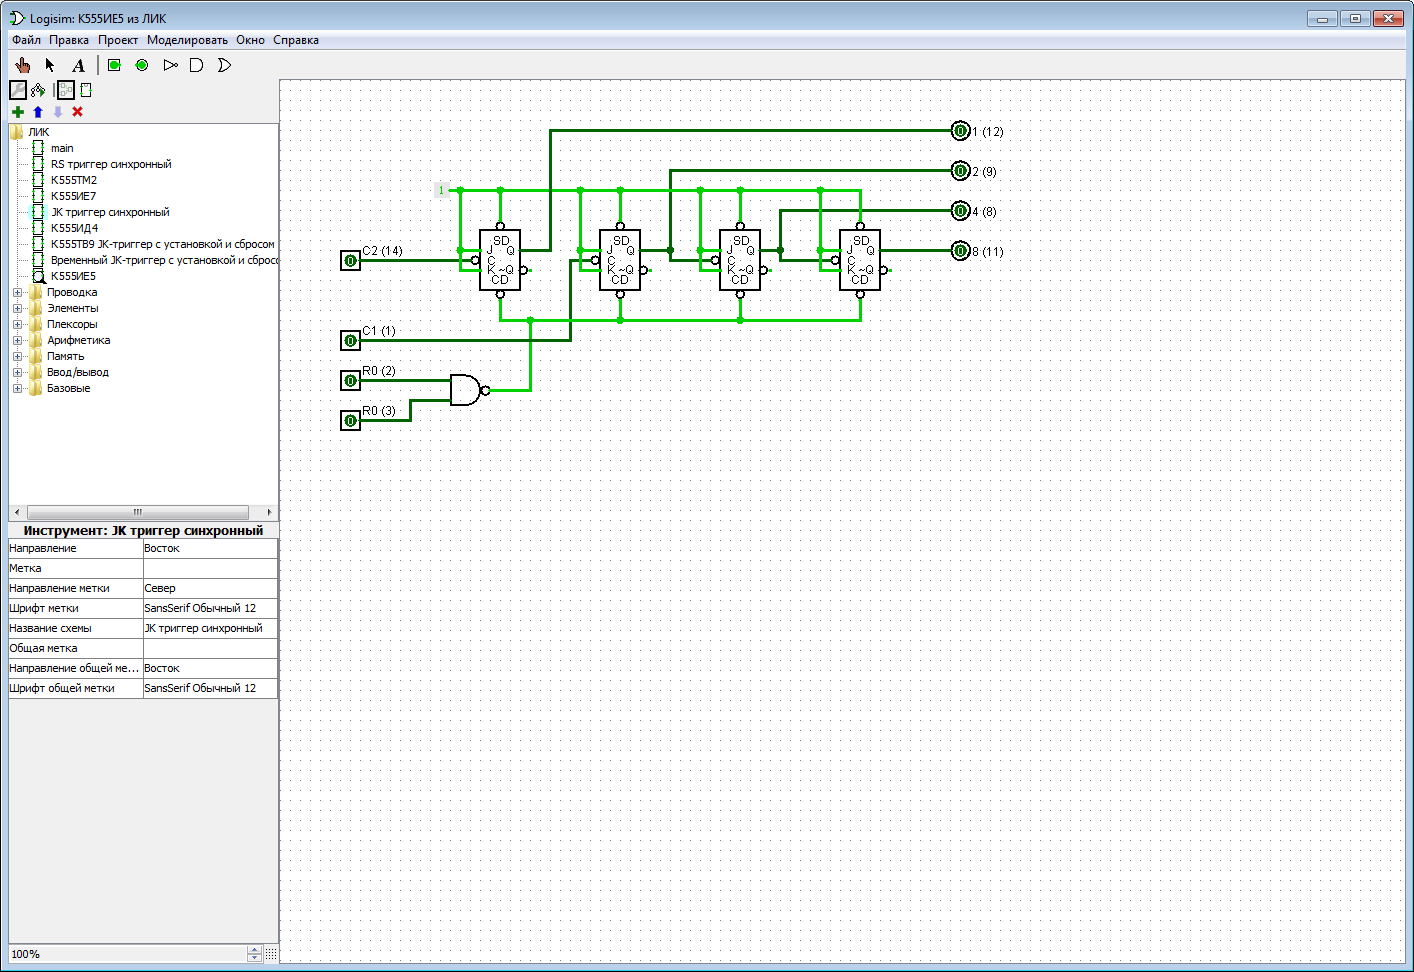 Logisim: К555ИЕ5 из ЛИК
Файл Правка Проект Моделировать Окно Справка
A
ЛИК
main
RS триггер синхронный
К555ТМ2
К555ИЕ7
JK триггер синхронный
К555ИД4
К555ТВ9 JK-триггер с установкой и сбросом
Временный JK-триггер с установкой и сброс
К555ИЕ5
Проводка
Элементы
Плексоры
Арифметика
Память
Ввод/вывод
Базовые
Инструмент: JK триггер синхронный
Направление Восток
Метка
Направление метки Север
Шрифт метки SansSerif Обычный 12
Название схемы JK триггер синхронный
Общая метка
Направление общей ме... Восток
Шрифт общей метки SansSerif Обычный 12
100%
0 1 (12)
0 2 (9)
1
0 4 (8)
SD SD SD SD
J Q J Q J Q J Q
0 8 (11)
0 C2 (14)
C C C C
K ~Q K ~Q K ~Q K ~Q
CD CD CD CD
0 C1 (1)
0 R0 (2)
0 R0 (3)